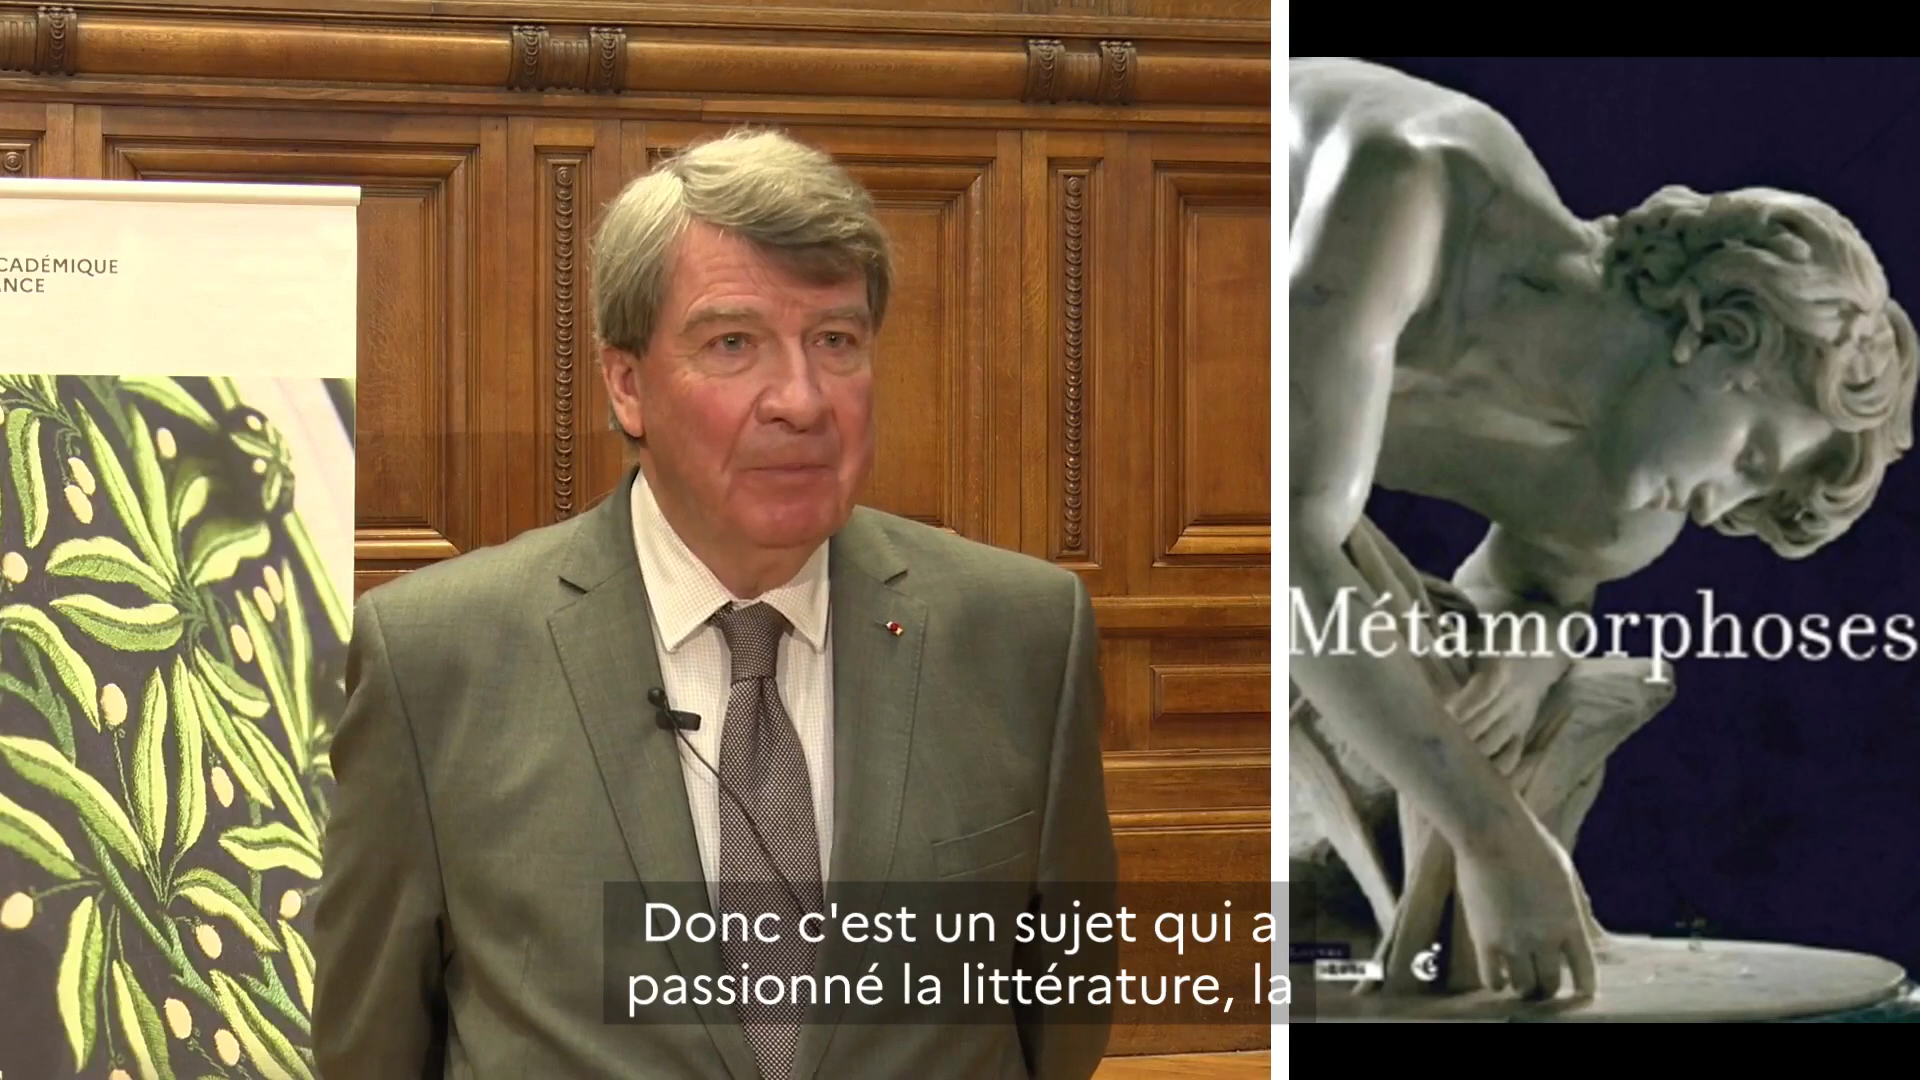 CADÉMIQUE
NCE
Métamorphoses
Donc c'est un sujet qui a
passionné la littérature, la